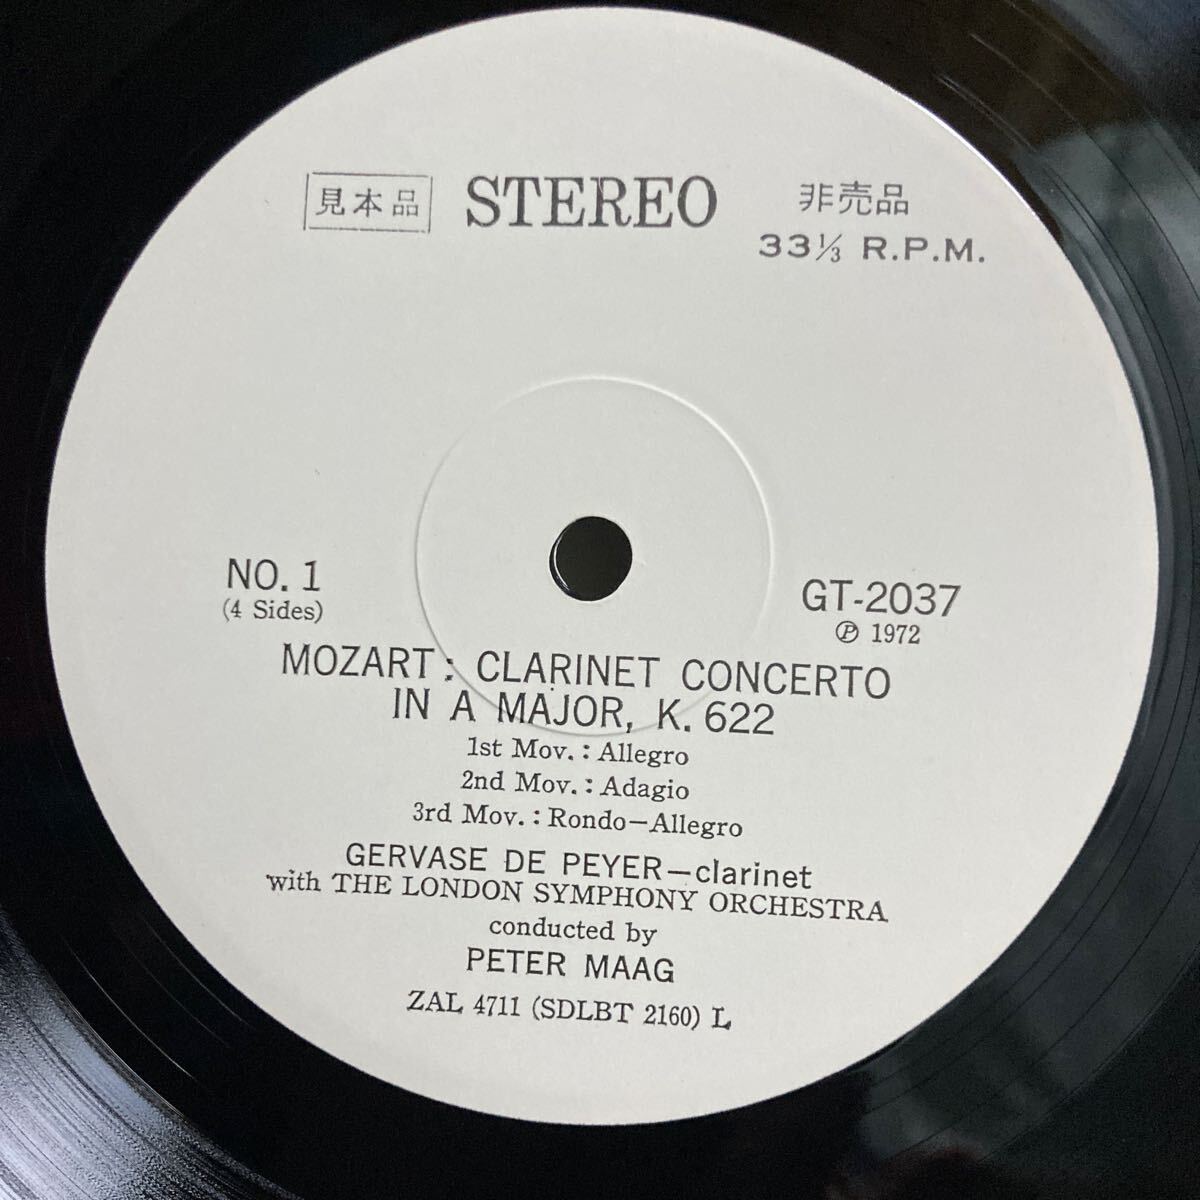 見本品 STEREO 非売品
33⅓ R.P.M.
NO. 1
(4 Sides)
GT-2037
Ⓟ 1972
MOZART: CLARINET CONCERTO
IN A MAJOR, K. 622
1st Mov.: Allegro
2nd Mov.: Adagio
3rd Mov.: Rondo—Allegro
GERVASE DE PEYER—clarinet
with THE LONDON SYMPHONY ORCHESTRA
conducted by
PETER MAAG
ZAL 4711 (SDLBT 2160) L